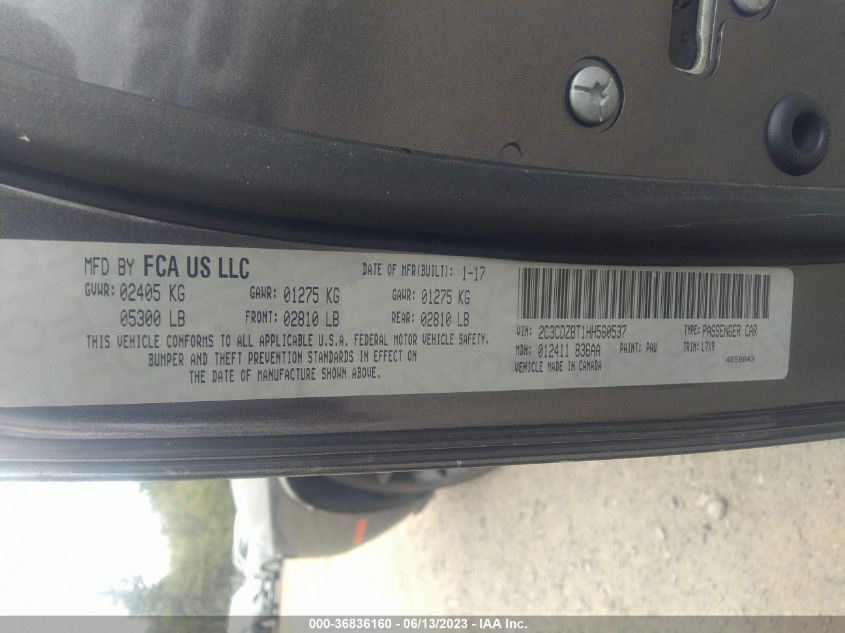 MFD BY FCA US LLC DATE OF MFR(BUILT): 1-17
GVWR: 02405 KG GAWR: 01275 KG GAWR: 01275 KG
05300 LB FRONT: 02810 LB REAR: 02810 LB
THIS VEHICLE CONFORMS TO ALL APPLICABLE U.S.A. FEDERAL MOTOR VEHICLE SAFETY,
BUMPER AND THEFT PREVENTION STANDARDS IN EFFECT ON
THE DATE OF MANUFACTURE SHOWN ABOVE.
VIN: 2C3CDZBT1HH560537 TYPE: PASSENGER CAR
MDH: 012411 836AA PAINT: PAU TRIM: L7X9
VEHICLE MADE IN CANADA 4658843
000-36836160 - 06/13/2023 - IAA Inc.